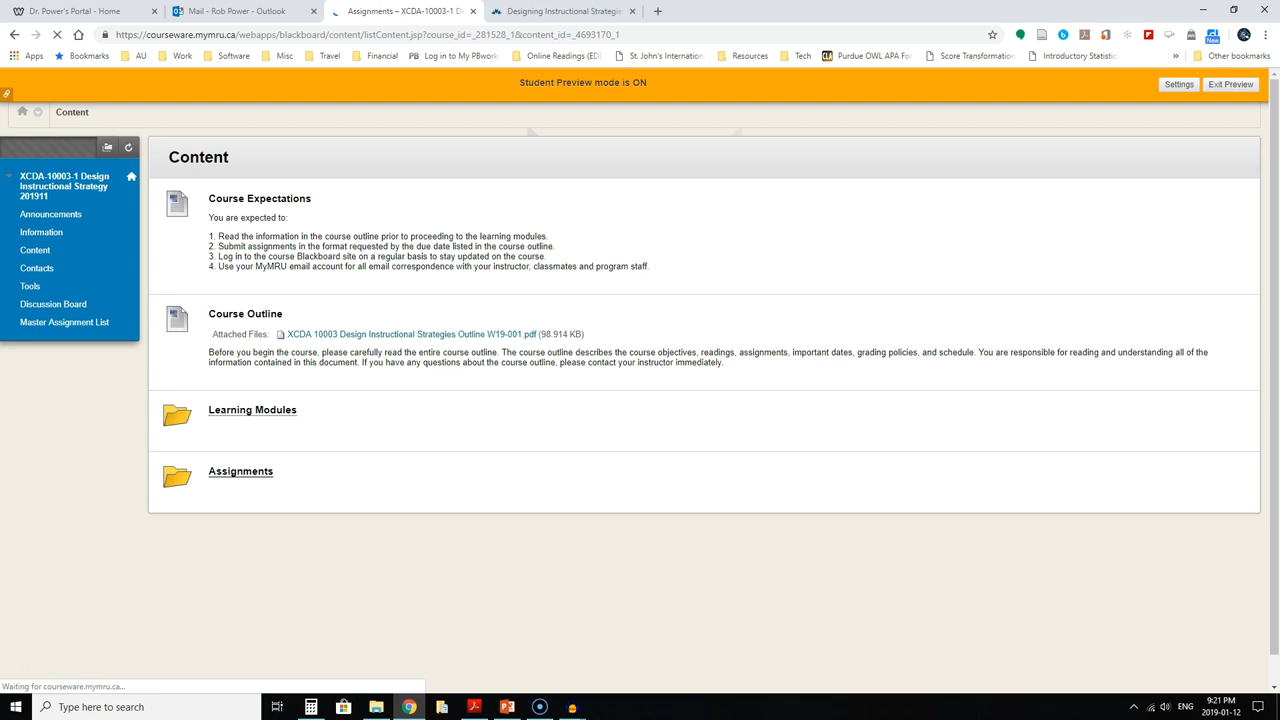 Dr. Power's Portal - Home
Mail - Rob Power - Outlook
Assignments – XCDA-10003-1 De
Designing Instructional Strategie
https://courseware.mymru.ca/webapps/blackboard/content/listContent.jsp?course_id=_281528_1&content_id=_4693170_1
Apps
Bookmarks
AU
Work
Software
Misc
Travel
Financial
PB Log in to My PBwork
Online Readings (EDL
St. John's Internation
Resources
Tech
Purdue OWL APA For
Score Transformation
Introductory Statistic
»
Other bookmarks
New
Student Preview mode is ON
Settings
Exit Preview
Content
XCDA-10003-1 Design
Instructional Strategy
201911
Announcements
Information
Content
Contacts
Tools
Discussion Board
Master Assignment List
Content
Course Expectations
You are expected to:
1. Read the information in the course outline prior to proceeding to the learning modules.
2. Submit assignments in the format requested by the due date listed in the course outline.
3. Log in to the course Blackboard site on a regular basis to stay updated on the course.
4. Use your MyMRU email account for all email correspondence with your instructor, classmates and program staff.
Course Outline
Attached Files: XCDA 10003 Design Instructional Strategies Outline W19-001.pdf (98.914 KB)
Before you begin the course, please carefully read the entire course outline. The course outline describes the course objectives, readings, assignments, important dates, grading policies, and schedule. You are responsible for reading and understanding all of the
information contained in this document. If you have any questions about the course outline, please contact your instructor immediately.
Learning Modules
Assignments
Waiting for courseware.mymru.ca...
Type here to search
ENG
9:21 PM
2019-01-12